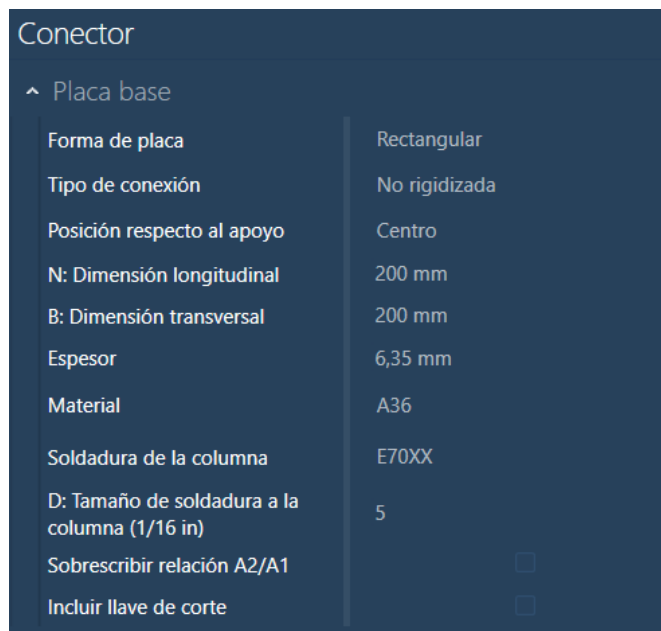 Conector
Placa base
Forma de placa Rectangular
Tipo de conexión No rigidizada
Posición respecto al apoyo Centro
N: Dimensión longitudinal 200 mm
B: Dimensión transversal 200 mm
Espesor 6,35 mm
Material A36
Soldadura de la columna E70XX
D: Tamaño de soldadura a la
columna (1/16 in) 5
Sobrescribir relación A2/A1
Incluir llave de corte